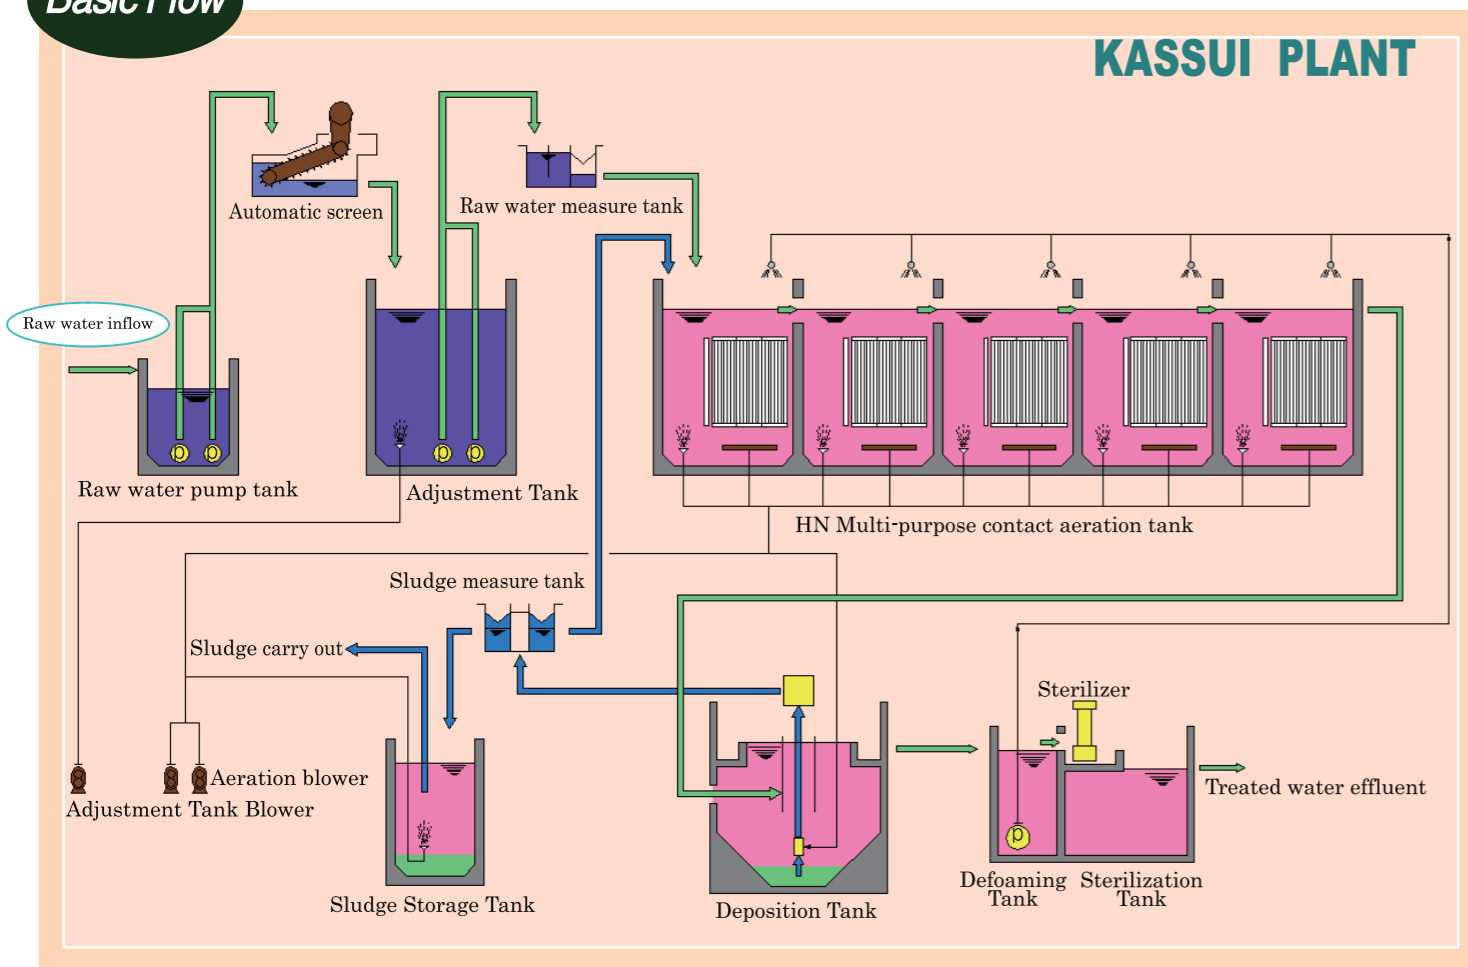 Basic Flow
KASSUI PLANT
Automatic screen
Raw water measure tank
Raw water inflow
p p
p p
Raw water pump tank
Adjustment Tank
HN Multi-purpose contact aeration tank
Sludge measure tank
Sludge carry out
Sterilizer
Aeration blower
Adjustment Tank Blower
Treated water effluent
p
Defoaming
Tank
Sterilization
Tank
Sludge Storage Tank
Deposition Tank